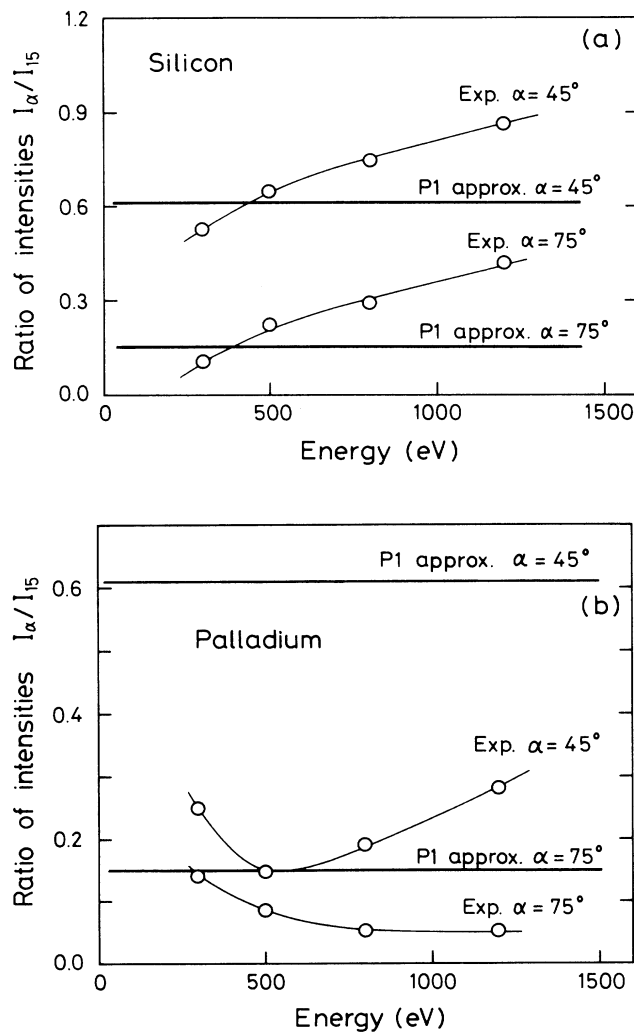 1.2
(a)
Silicon
Exp. α = 45°
0.9
P1 approx. α = 45°
0.6
Exp. α = 75°
0.3
P1 approx. α = 75°
0.0
0 500 1000 1500
Energy (eV)
Ratio of intensities Iα/I15
P1 approx. α = 45°
0.6
(b)
Palladium
0.4
Exp. α = 45°
0.2
P1 approx. α = 75°
Exp. α = 75°
0.0
0 500 1000 1500
Energy (eV)
Ratio of intensities Iα/I15